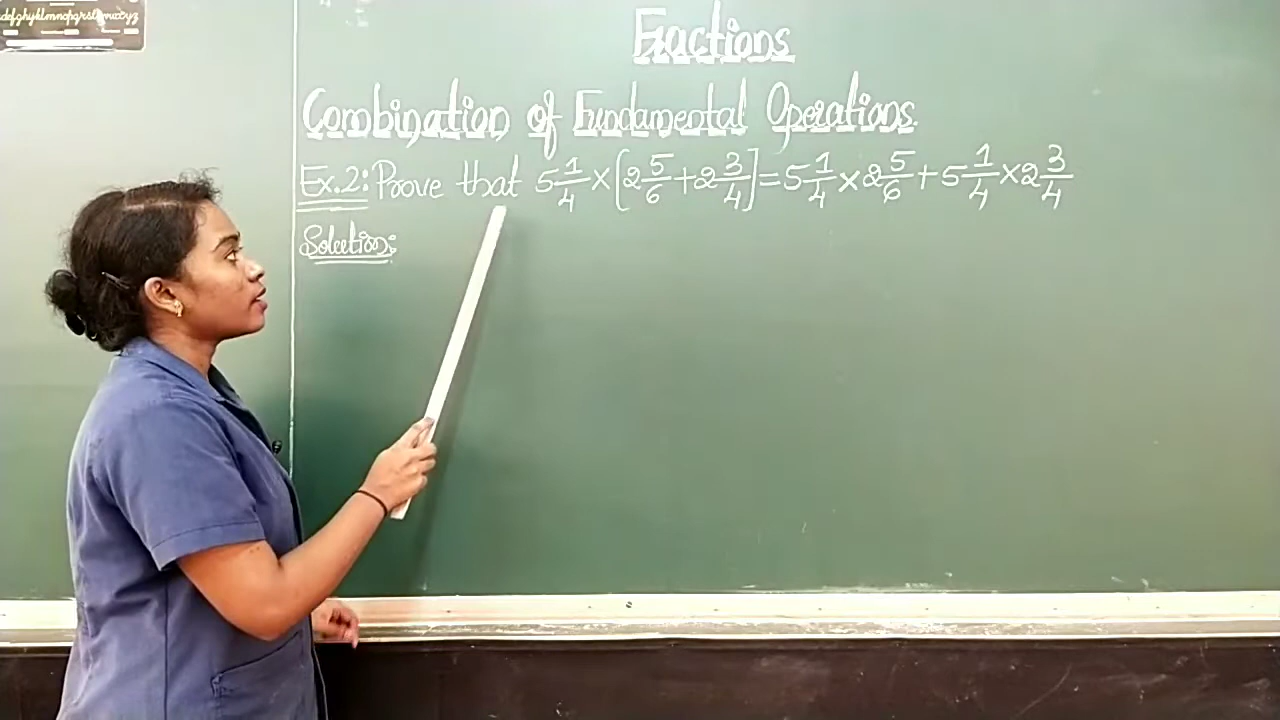 defghyklmnopqrstuvwxyz
Fractions
Combination of Fundamental Operations.
Ex.2: Prove that 5 1/4 × [2 5/6 + 2 3/4] = 5 1/4 × 2 5/6 + 5 1/4 × 2 3/4
Solution: